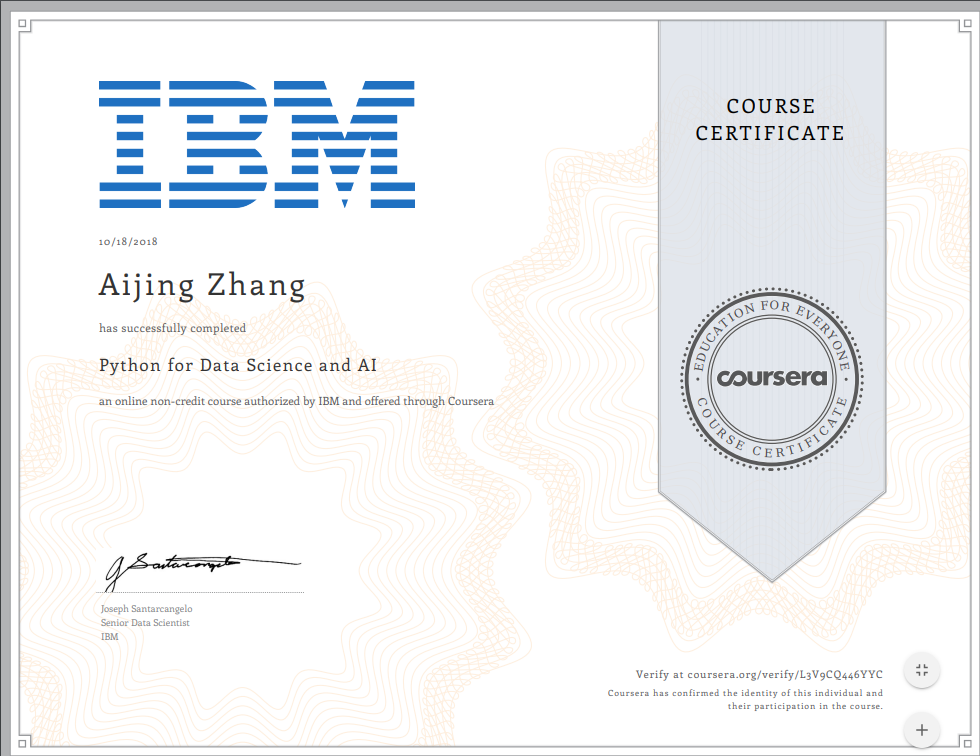 IBM
10/18/2018
Aijing Zhang
has successfully completed
Python for Data Science and AI
an online non-credit course authorized by IBM and offered through Coursera
J Santarcangelo
Joseph Santarcangelo
Senior Data Scientist
IBM
COURSE
CERTIFICATE
EDUCATION FOR EVERYONE
coursera
COURSE CERTIFICATE
Verify at coursera.org/verify/L3V9CQ446YYC
Coursera has confirmed the identity of this individual and
their participation in the course.